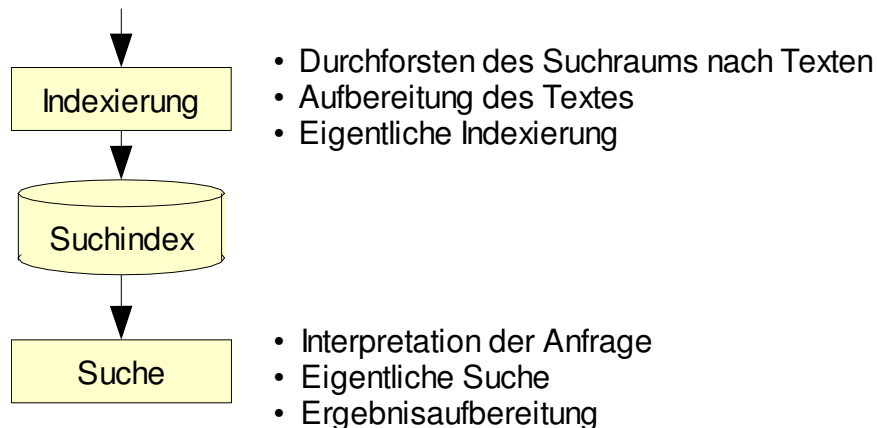 Indexierung
• Durchforsten des Suchraums nach Texten
• Aufbereitung des Textes
• Eigentliche Indexierung
Suchindex
Suche
• Interpretation der Anfrage
• Eigentliche Suche
• Ergebnisaufbereitung